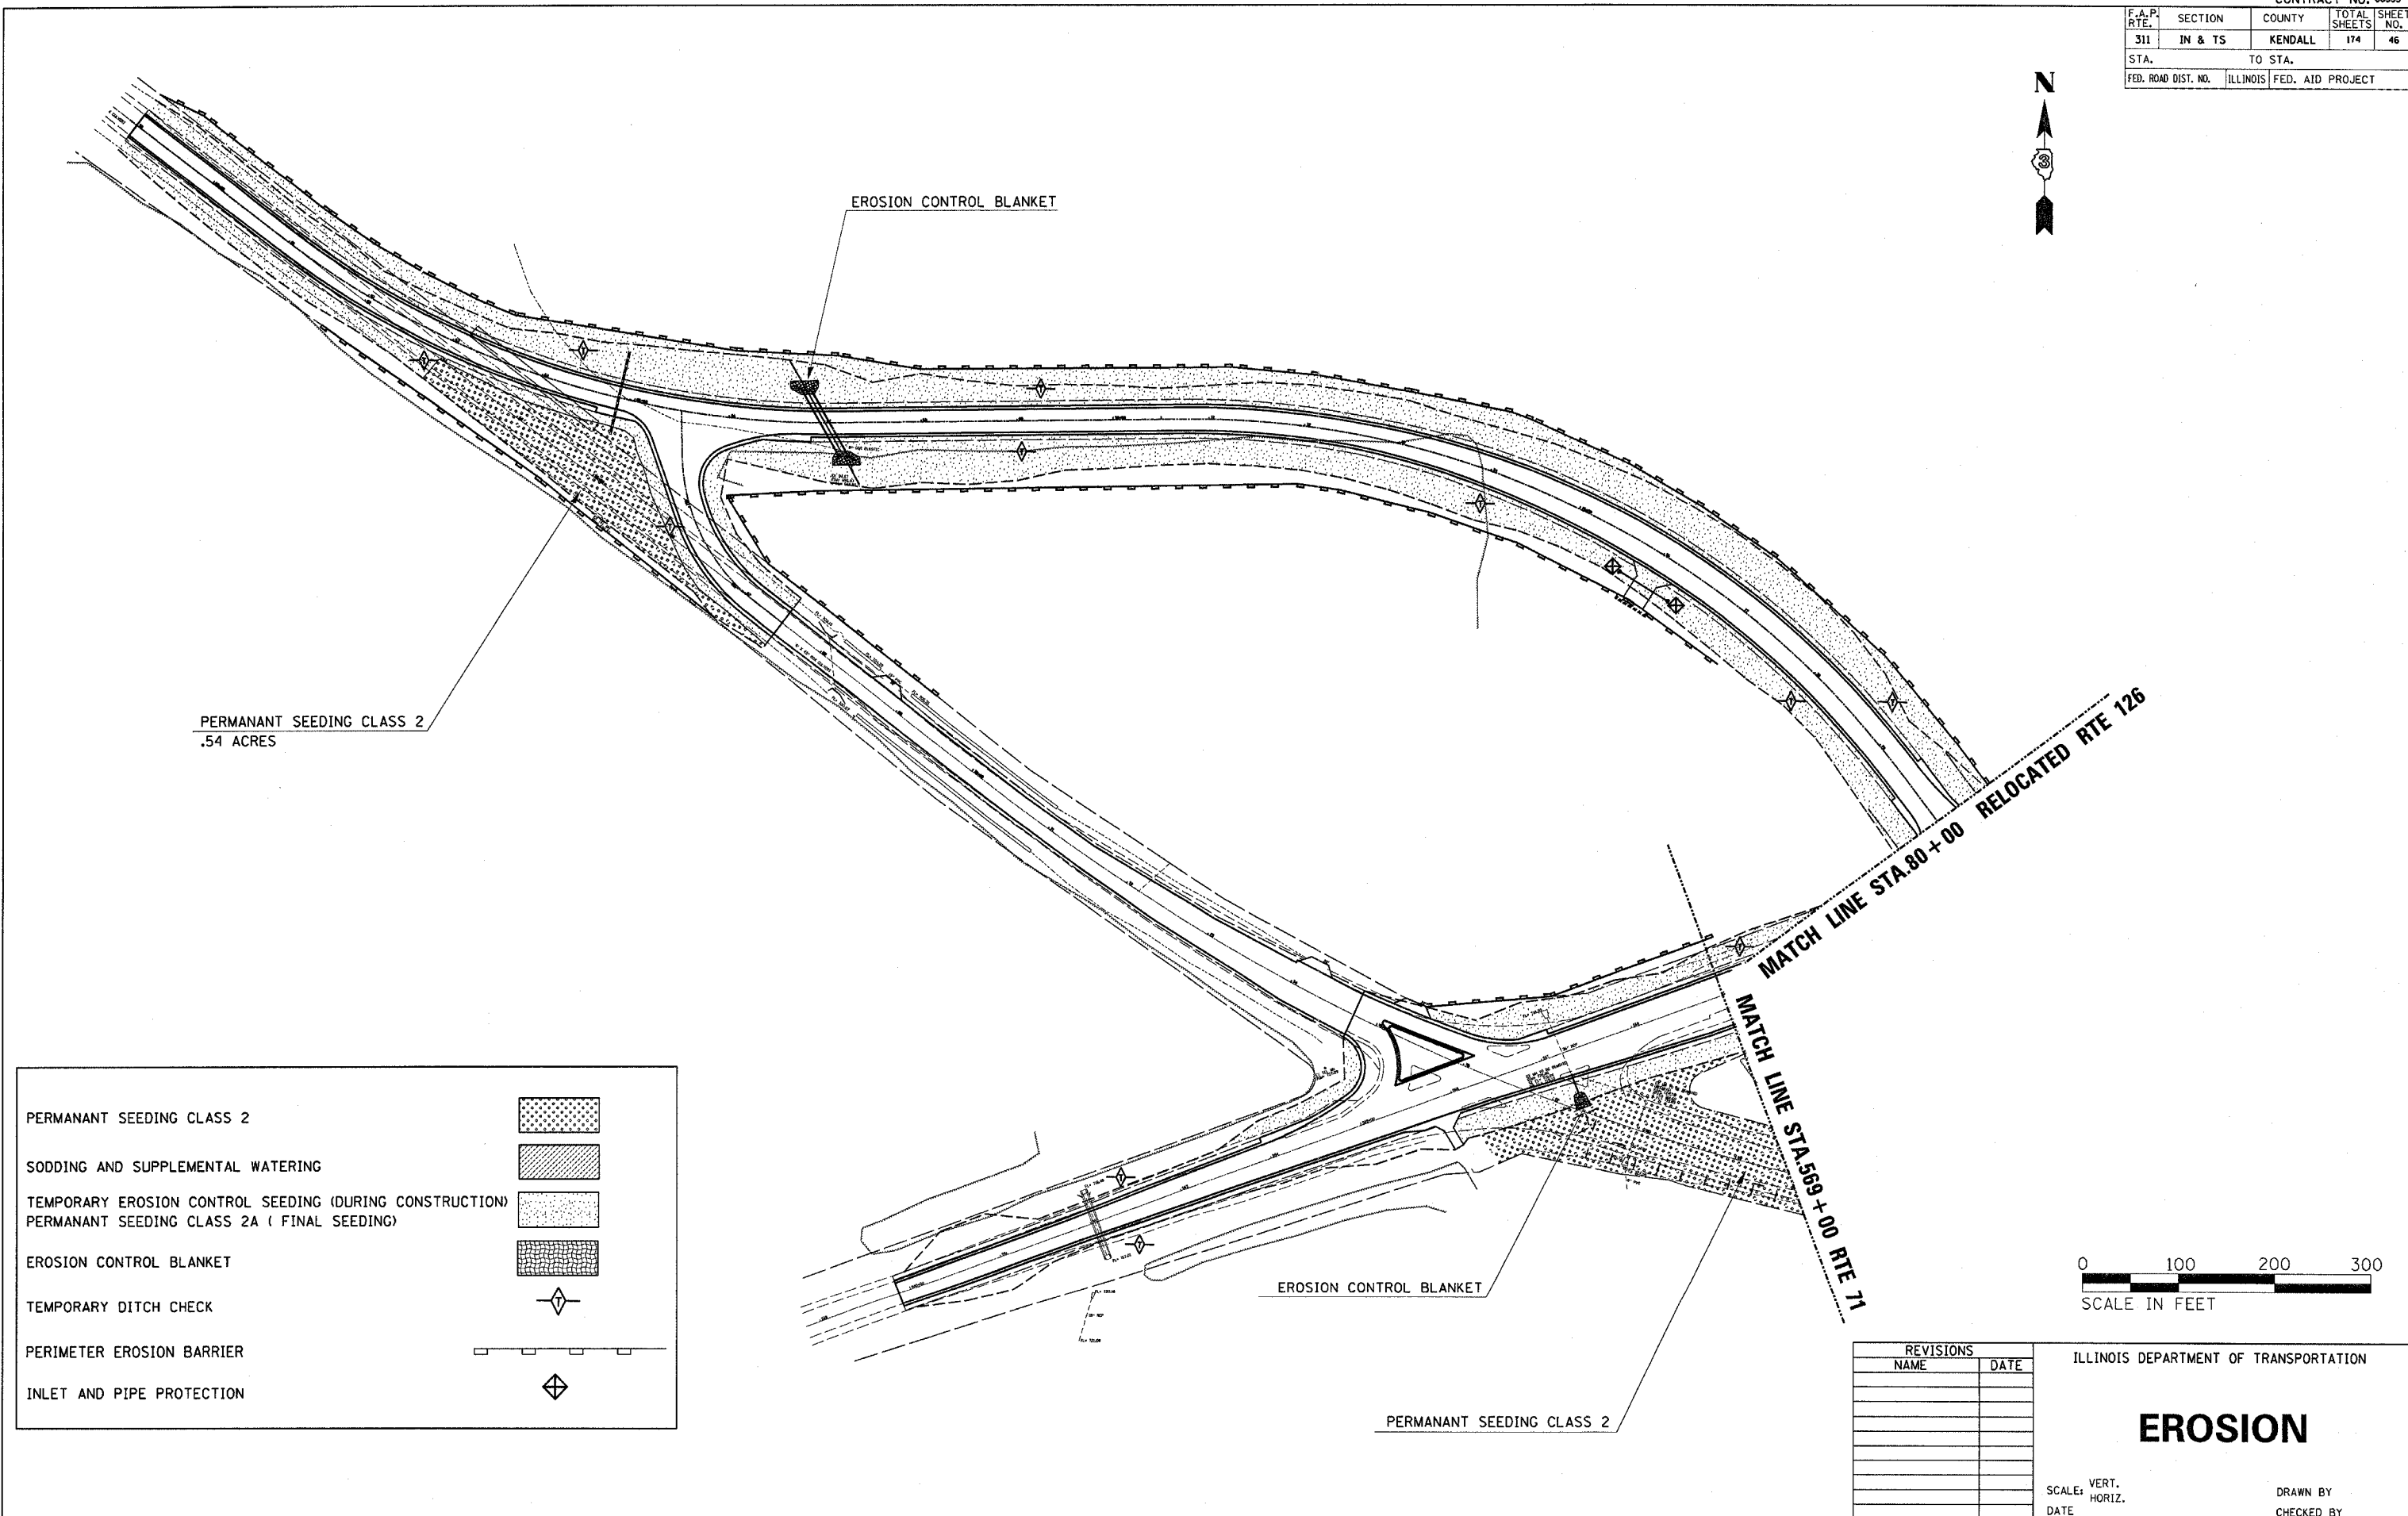 CONTRACT NO.
F.A.P. RTE. SECTION COUNTY TOTAL SHEETS SHEET NO.
311 IN & TS KENDALL 174 46
STA. TO STA.
FED. ROAD DIST. NO. ILLINOIS FED. AID PROJECT
N
3
EROSION CONTROL BLANKET
PERMANANT SEEDING CLASS 2
.54 ACRES
MATCH LINE STA.80+00 RELOCATED RTE 126
MATCH LINE STA.569+00 RTE 71
EROSION CONTROL BLANKET
PERMANANT SEEDING CLASS 2
PERMANANT SEEDING CLASS 2
SODDING AND SUPPLEMENTAL WATERING
TEMPORARY EROSION CONTROL SEEDING (DURING CONSTRUCTION)
PERMANANT SEEDING CLASS 2A ( FINAL SEEDING)
EROSION CONTROL BLANKET
TEMPORARY DITCH CHECK
T
PERIMETER EROSION BARRIER
INLET AND PIPE PROTECTION
0 100 200 300
SCALE IN FEET
REVISIONS
NAME DATE
ILLINOIS DEPARTMENT OF TRANSPORTATION
EROSION
SCALE: VERT.
HORIZ.
DATE
DRAWN BY
CHECKED BY